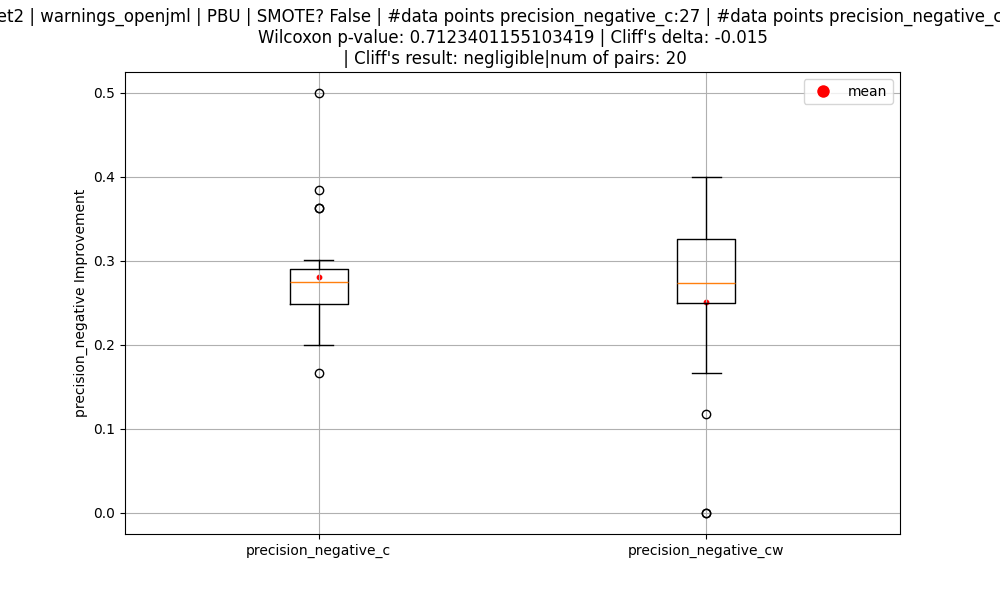 et2 | warnings_openjml | PBU | SMOTE? False | #data points precision_negative_c:27 | #data points precision_negative_c
Wilcoxon p-value: 0.7123401155103419 | Cliff's delta: -0.015
| Cliff's result: negligible|num of pairs: 20
mean
0.5
0.4
0.3
0.2
0.1
0.0
precision_negative Improvement
precision_negative_c
precision_negative_cw